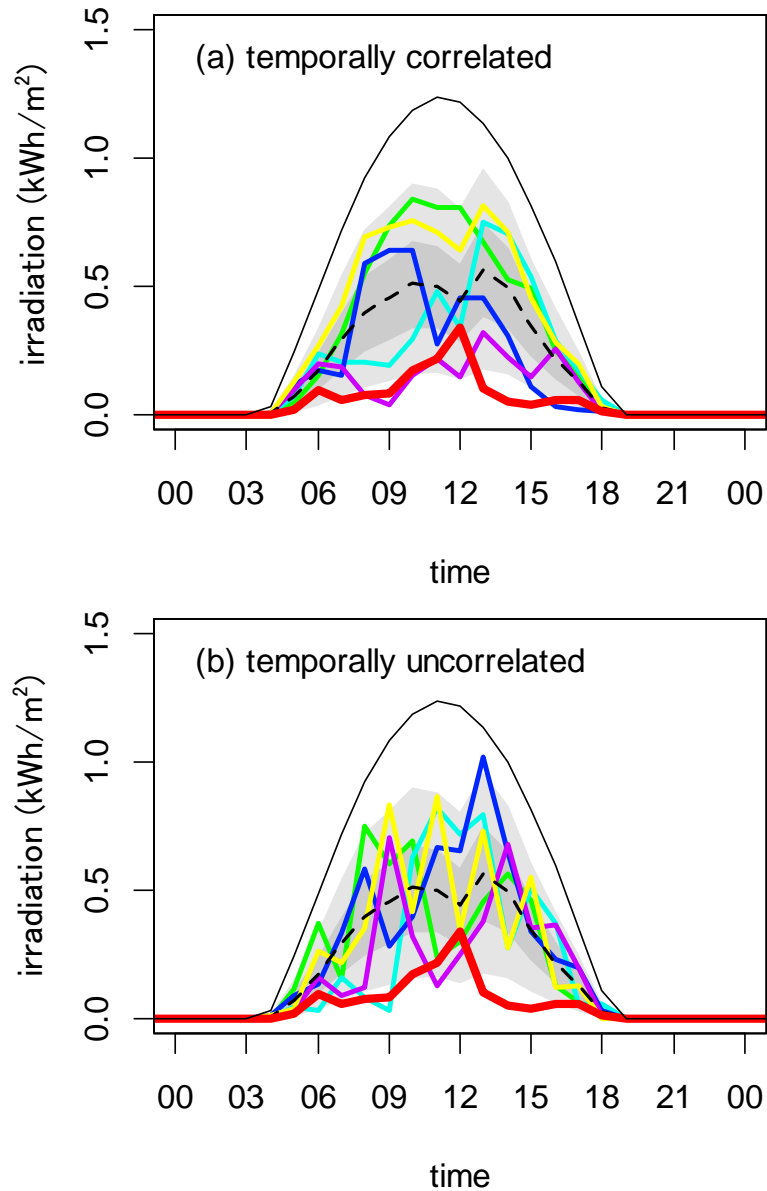 (a) temporally correlated
irradiation (kWh/m²)
1.5
1.0
0.5
0.0
00 03 06 09 12 15 18 21 00
time
(b) temporally uncorrelated
irradiation (kWh/m²)
1.5
1.0
0.5
0.0
00 03 06 09 12 15 18 21 00
time